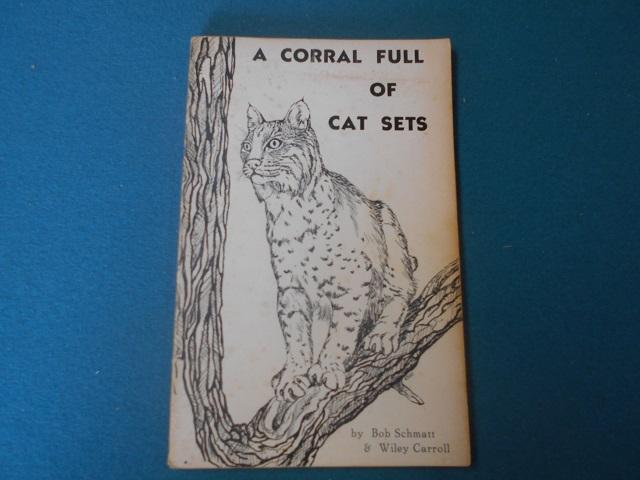 A CORRAL FULL
OF
CAT SETS
by Bob Schmatt
& Wiley Carroll